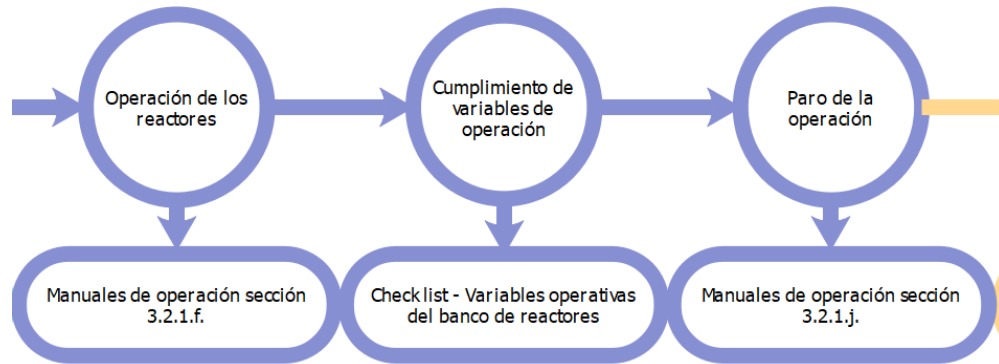 Operación de los
reactores
Cumplimiento de
variables de
operación
Paro de la
operación
Manuales de operación sección
3.2.1.f.
Check list - Variables operativas
del banco de reactores
Manuales de operación sección
3.2.1.j.